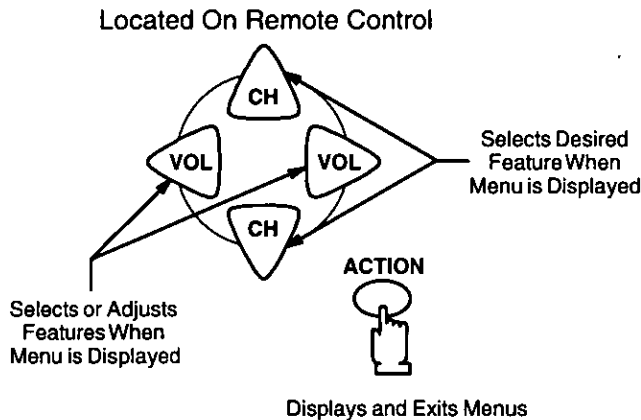 Located On Remote Control
CH
VOL
VOL
CH
Selects Desired
Feature When
Menu is Displayed
ACTION
Selects or Adjusts
Features When
Menu is Displayed
Displays and Exits Menus